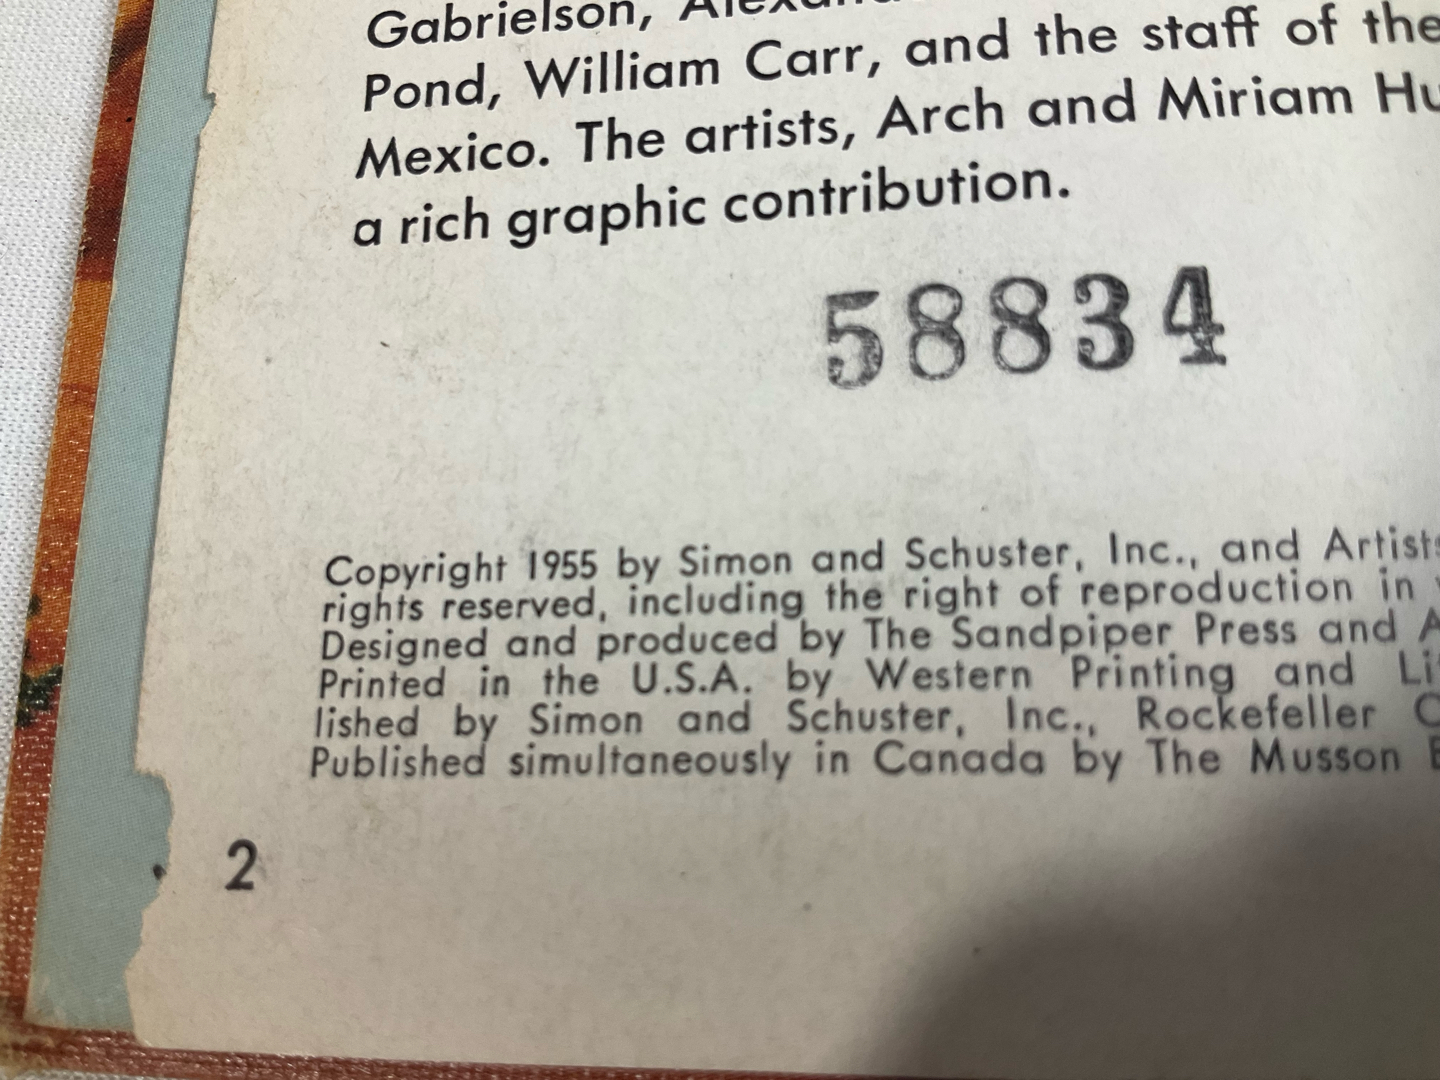 Gabrielson,
Pond, William Carr, and the staff of the
Mexico. The artists, Arch and Miriam
a rich graphic contribution.
58834
Copyright 1955 by Simon and Schuster, Inc., and Artists
rights reserved, including the right of reproduction in
Designed and produced by The Sandpiper Press and
Printed in the U.S.A. by Western Printing and
lished by Simon and Schuster, Inc., Rockefeller
Published simultaneously in Canada by The Musson
2